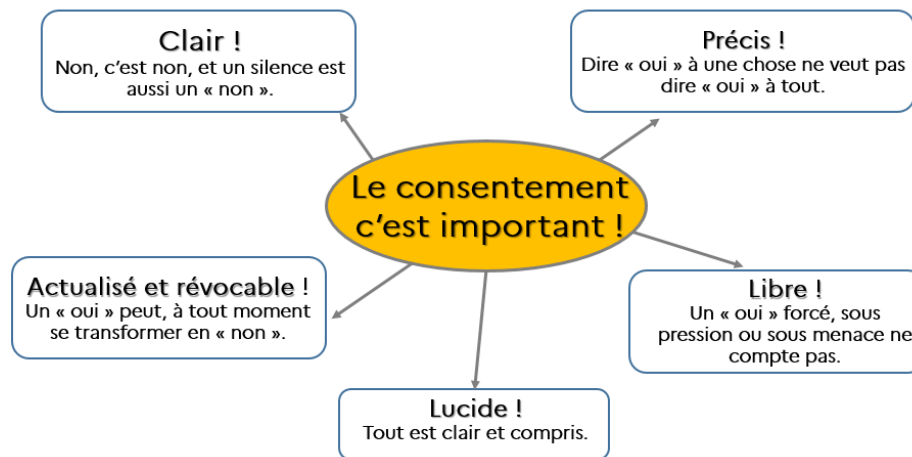 Clair !
Non, c'est non, et un silence est
aussi un « non ».
Précis !
Dire « oui » à une chose ne veut pas
dire « oui » à tout.
Le consentement
c'est important !
Actualisé et révocable !
Un « oui » peut, à tout moment
se transformer en « non ».
Libre !
Un « oui » forcé, sous
pression ou sous menace ne
compte pas.
Lucide !
Tout est clair et compris.